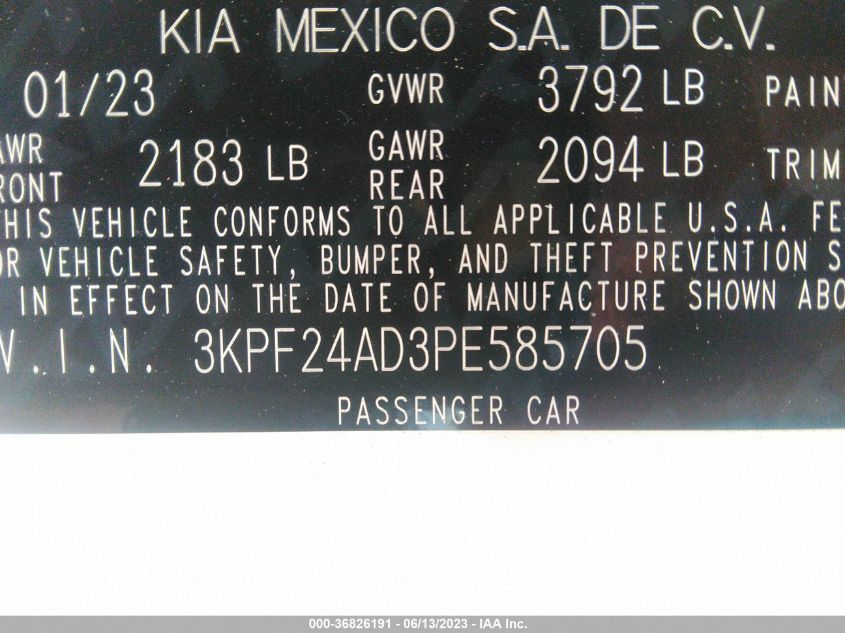 KIA MEXICO S.A. DE C.V.
01/23 GVWR 3792 LB PAIN
AWR FRONT 2183 LB GAWR REAR 2094 LB TRIM
THIS VEHICLE CONFORMS TO ALL APPLICABLE U.S.A. FE
OR VEHICLE SAFETY, BUMPER, AND THEFT PREVENTION S
IN EFFECT ON THE DATE OF MANUFACTURE SHOWN ABO
V.I.N. 3KPF24AD3PE585705
PASSENGER CAR
000-36826191 - 06/13/2023 - IAA Inc.